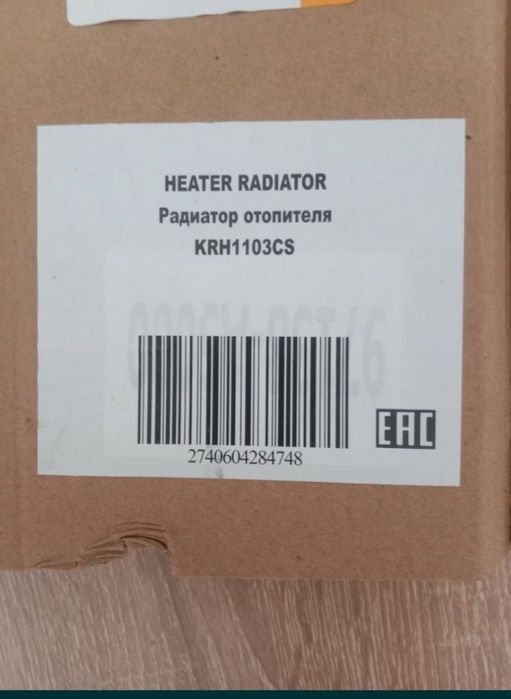 HEATER RADIATOR
Радиатор отопителя
KRH1103CS
2740604284748
EAC